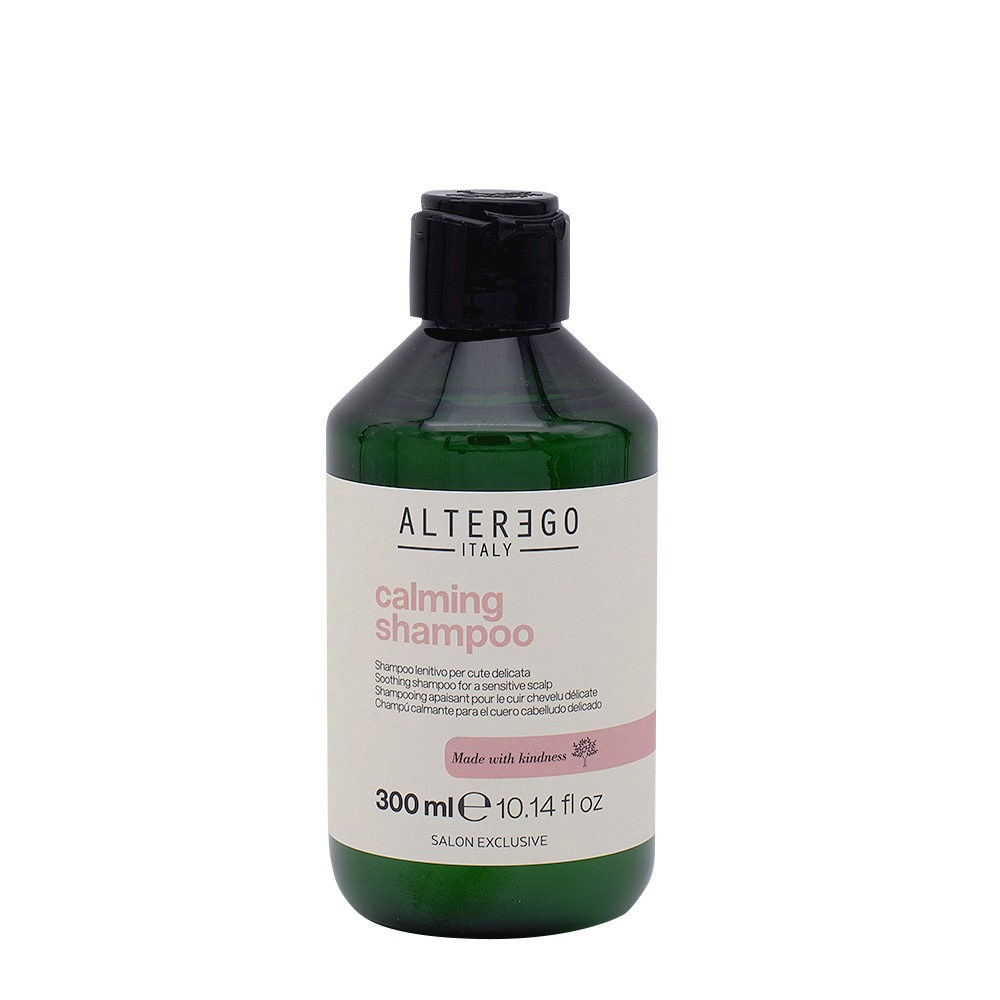 ALTERƎGO
ITALY
calming
shampoo
Shampoo lenitivo per cute delicata
Soothing shampoo for a sensitive scalp
Shampooing apaisant pour le cuir chevelu délicate
Champú calmante para el cuero cabelludo delicado
Made with kindness
300 ml ℮ 10.14 fl oz
SALON EXCLUSIVE